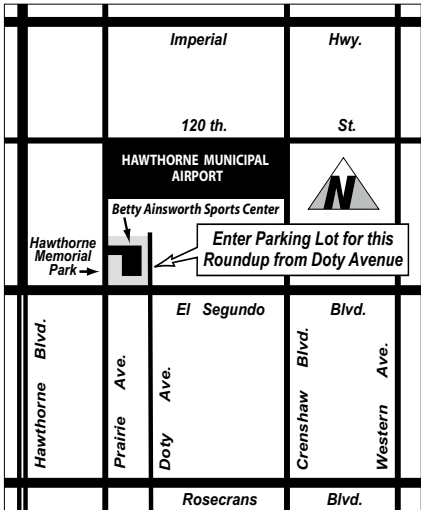 Imperial Hwy.
120 th. St.
HAWTHORNE MUNICIPAL
AIRPORT
N
Betty Ainsworth Sports Center
Hawthorne
Memorial
Park
Enter Parking Lot for this
Roundup from Doty Avenue
El Segundo Blvd.
Hawthorne Blvd.
Prairie Ave.
Doty Ave.
Crenshaw Blvd.
Western Ave.
Rosecrans Blvd.